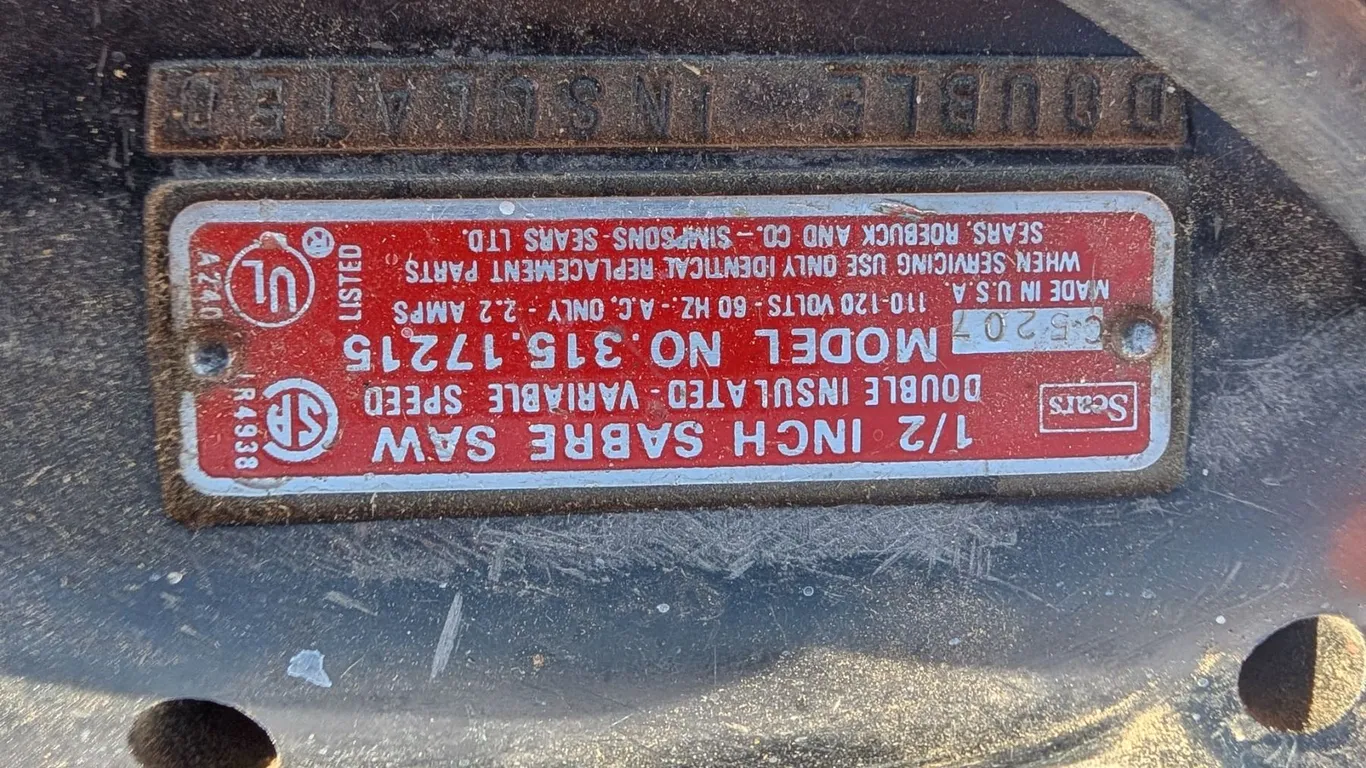 DOUBLE INSULATED
Sears
1/2 INCH SABRE SAW
DOUBLE INSULATED - VARIABLE SPEED
MODEL NO. 315.17215
C5207
110-120 VOLTS - 60 HZ.- A.C. ONLY - 2.2 AMPS
MADE IN U.S.A.
WHEN SERVICING USE ONLY IDENTICAL REPLACEMENT PARTS
SEARS, ROEBUCK AND CO.– SIMPSONS-SEARS LTD.
SA
LR4938
UL
®
LISTED
A240